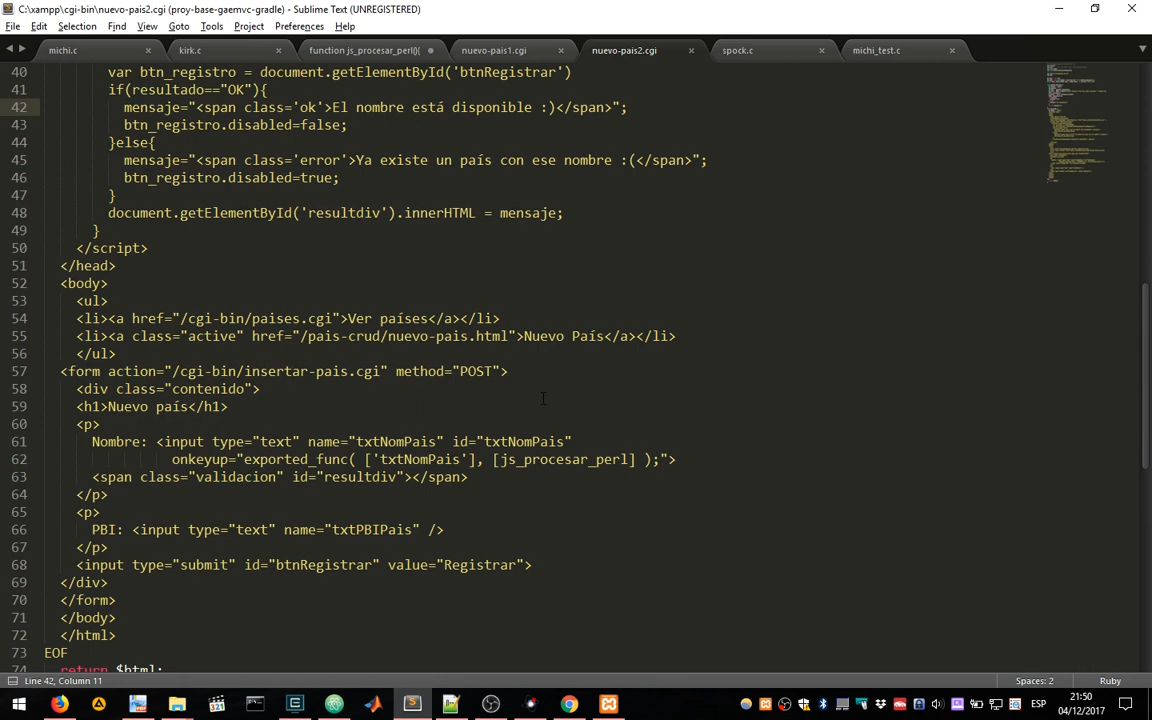 C:\xampp\cgi-bin\nuevo-pais2.cgi (proy-base-gaemvc-gradle) - Sublime Text (UNREGISTERED)
File Edit Selection Find View Goto Tools Project Preferences Help
michi.c kirk.c function js_procesar_perl(){ nuevo-pais1.cgi nuevo-pais2.cgi spock.c michi_test.c
40 var btn_registro = document.getElementById('btnRegistrar')
41 if(resultado=="OK"){
42 mensaje="<span class='ok'>El nombre está disponible :)</span>";
43 btn_registro.disabled=false;
44 }else{
45 mensaje="<span class='error'>Ya existe un país con ese nombre :(</span>";
46 btn_registro.disabled=true;
47 }
48 document.getElementById('resultdiv').innerHTML = mensaje;
49 }
50 </script>
51 </head>
52 <body>
53 <ul>
54 <li><a href="/cgi-bin/paises.cgi">Ver países</a></li>
55 <li><a class="active" href="/pais-crud/nuevo-pais.html">Nuevo País</a></li>
56 </ul>
57 <form action="/cgi-bin/insertar-pais.cgi" method="POST">
58 <div class="contenido">
59 <h1>Nuevo país</h1>
60 <p>
61 Nombre: <input type="text" name="txtNomPais" id="txtNomPais"
62 onkeyup="exported_func( ['txtNomPais'], [js_procesar_perl] );">
63 <span class="validacion" id="resultdiv"></span>
64 </p>
65 <p>
66 PBI: <input type="text" name="txtPBIPais" />
67 </p>
68 <input type="submit" id="btnRegistrar" value="Registrar">
69 </div>
70 </form>
71 </body>
72 </html>
73 EOF
74 return $html;
Line 42, Column 11 Spaces: 2 Ruby
ESP 21:50
04/12/2017